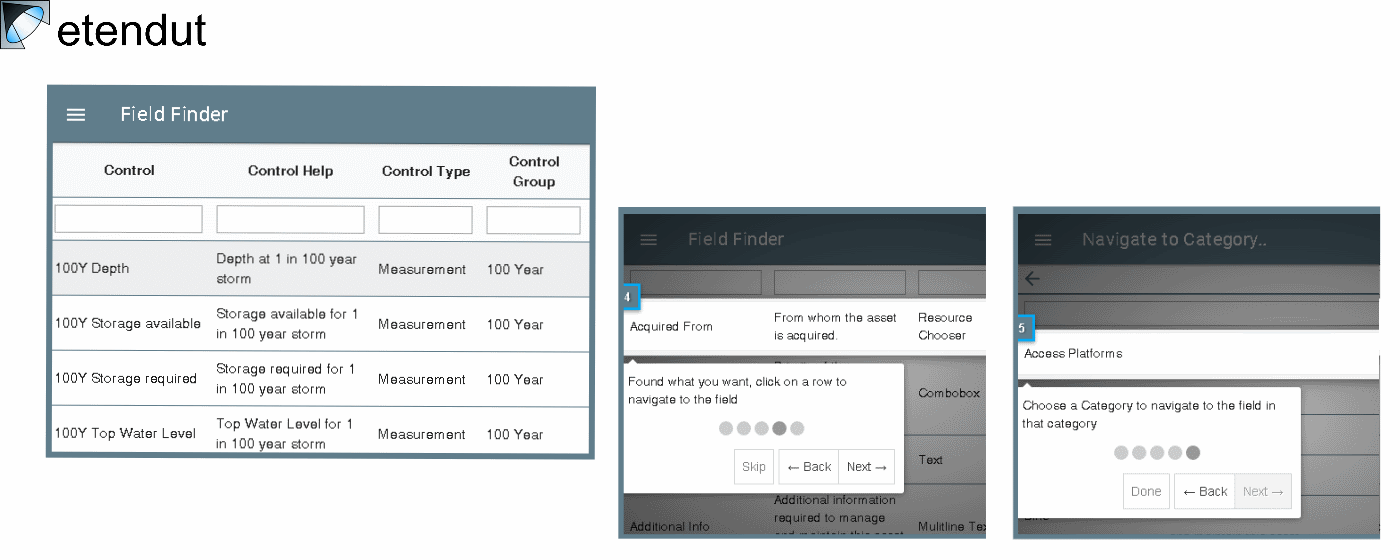 etendut
Field Finder
Control Control Help Control Type Control
Group
100Y Depth Depth at 1 in 100 year
storm Measurement 100 Year
100Y Storage available Storage available for 1
in 100 year storm Measurement 100 Year
100Y Storage required Storage required for 1
in 100 year storm Measurement 100 Year
100Y Top Water Level Top Water Level for 1
in 100 year storm Measurement 100 Year
Field Finder
4
Acquired From From whom the asset
is acquired. Resource
Chooser
Found what you want, click on a row to
navigate to the field
Combobox
Skip ← Back Next → Text
Additional information
required to manage
Additional Info Mulitline Tex
Navigate to Category..
5
Access Platforms
Choose a Category to navigate to the field in
that category
Done ← Back Next →